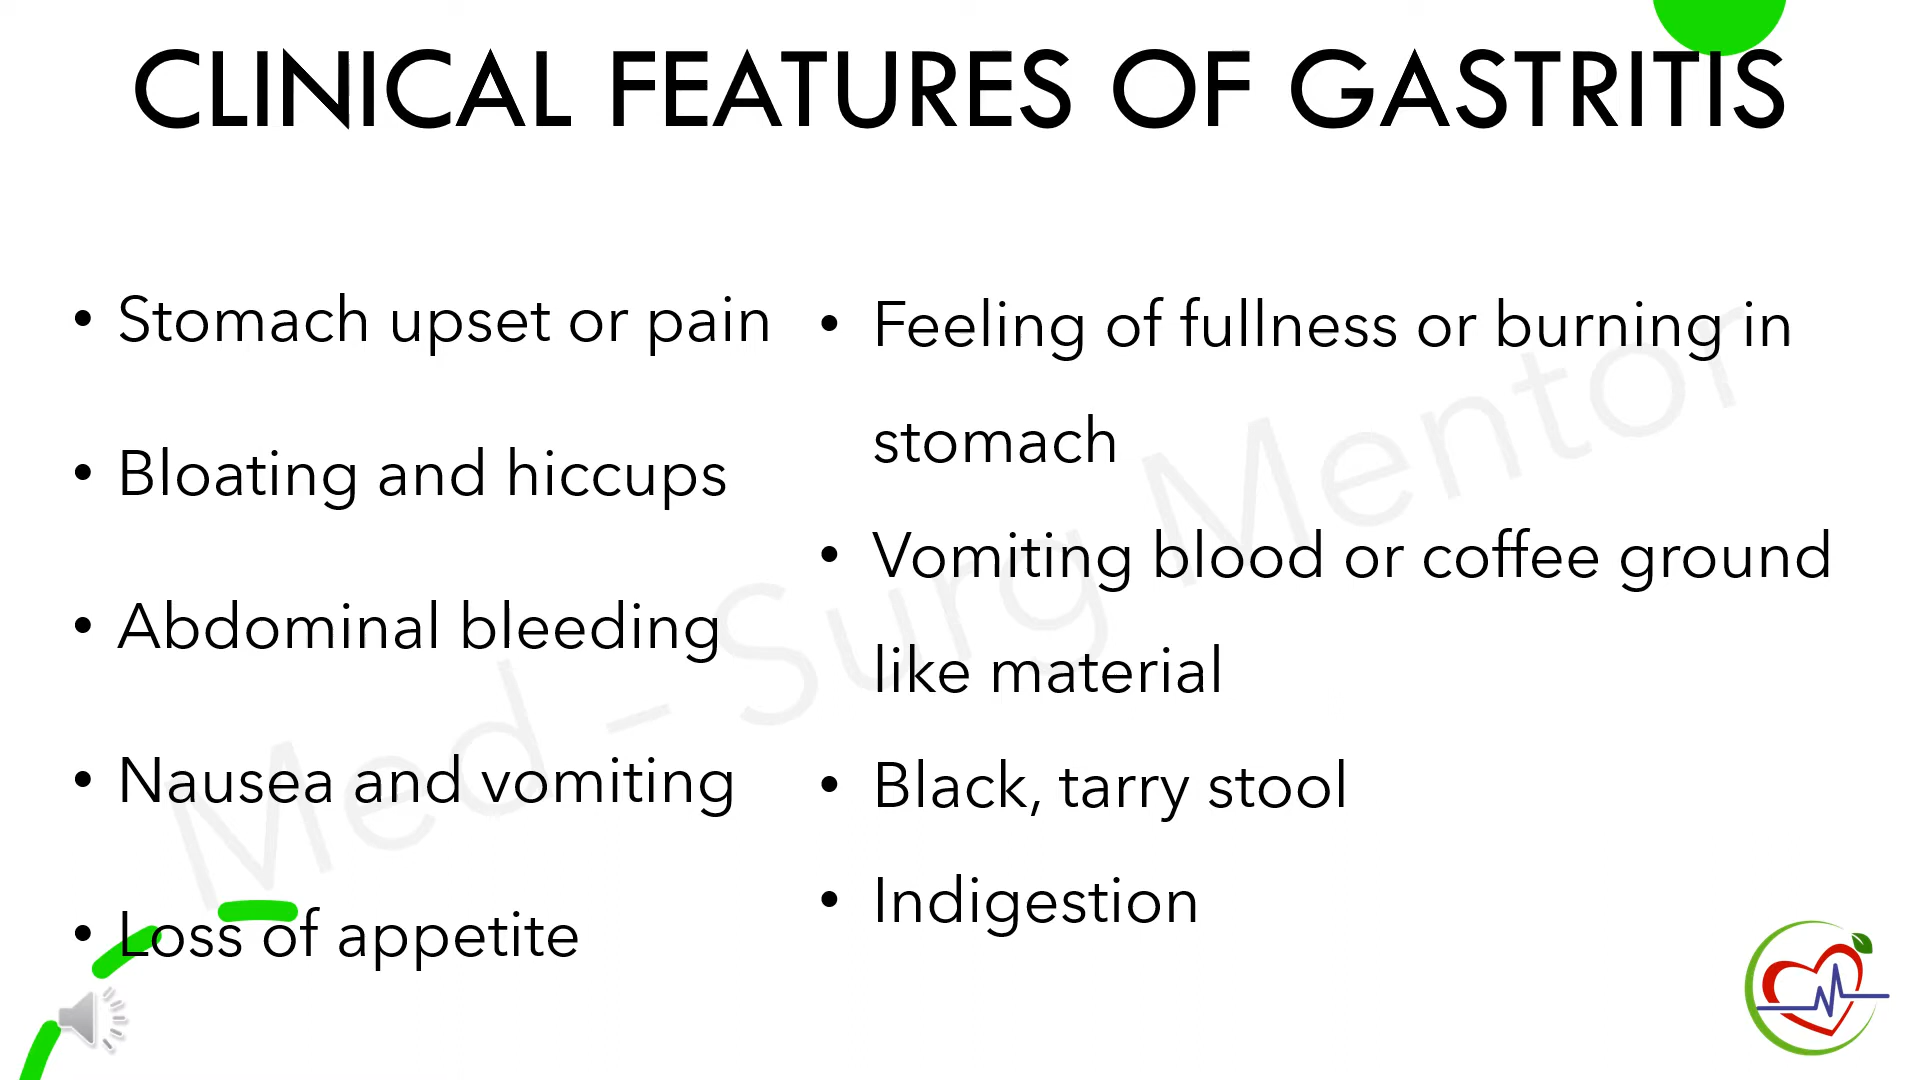 CLINICAL FEATURES OF GASTRITIS
• Stomach upset or pain
• Bloating and hiccups
• Abdominal bleeding
• Nausea and vomiting
• Loss of appetite
• Feeling of fullness or burning in
stomach
• Vomiting blood or coffee ground
like material
• Black, tarry stool
• Indigestion
Med - Surg Mentor